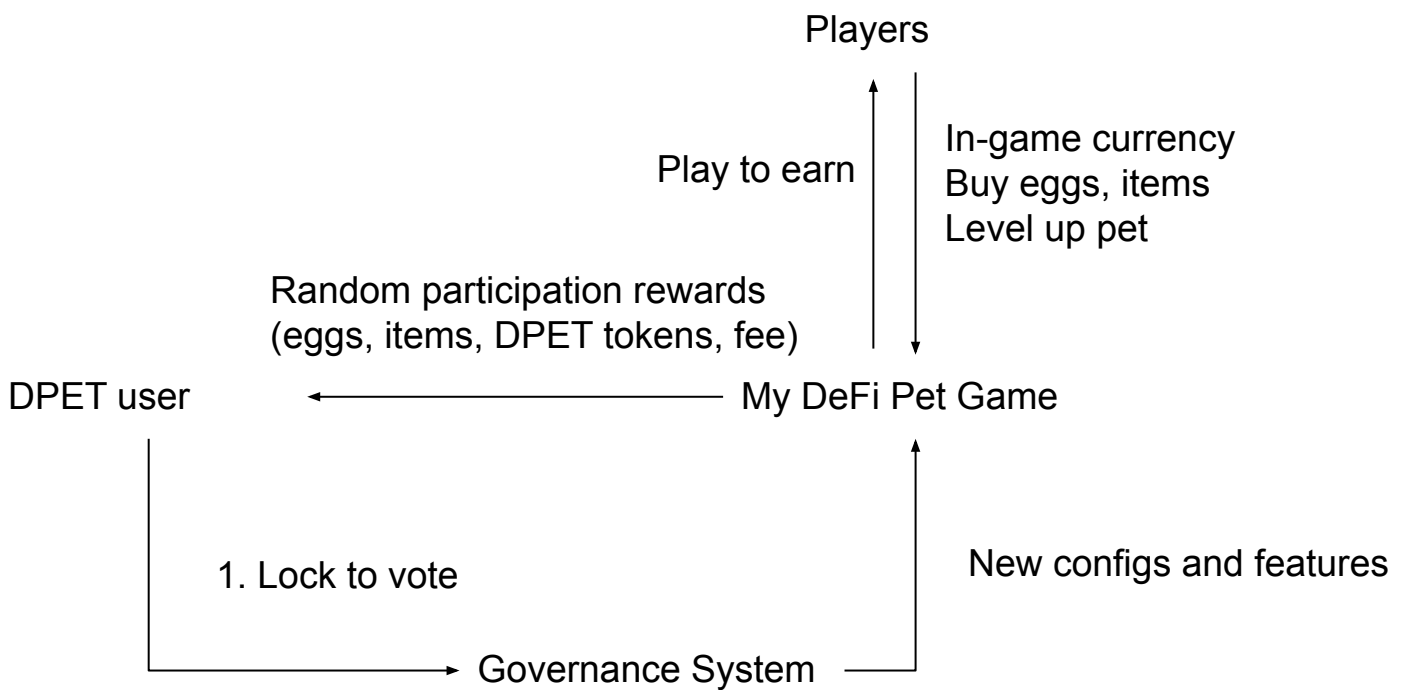 Players
Play to earn
In-game currency
Buy eggs, items
Level up pet
Random participation rewards
(eggs, items, DPET tokens, fee)
DPET user
My DeFi Pet Game
1. Lock to vote
New configs and features
Governance System